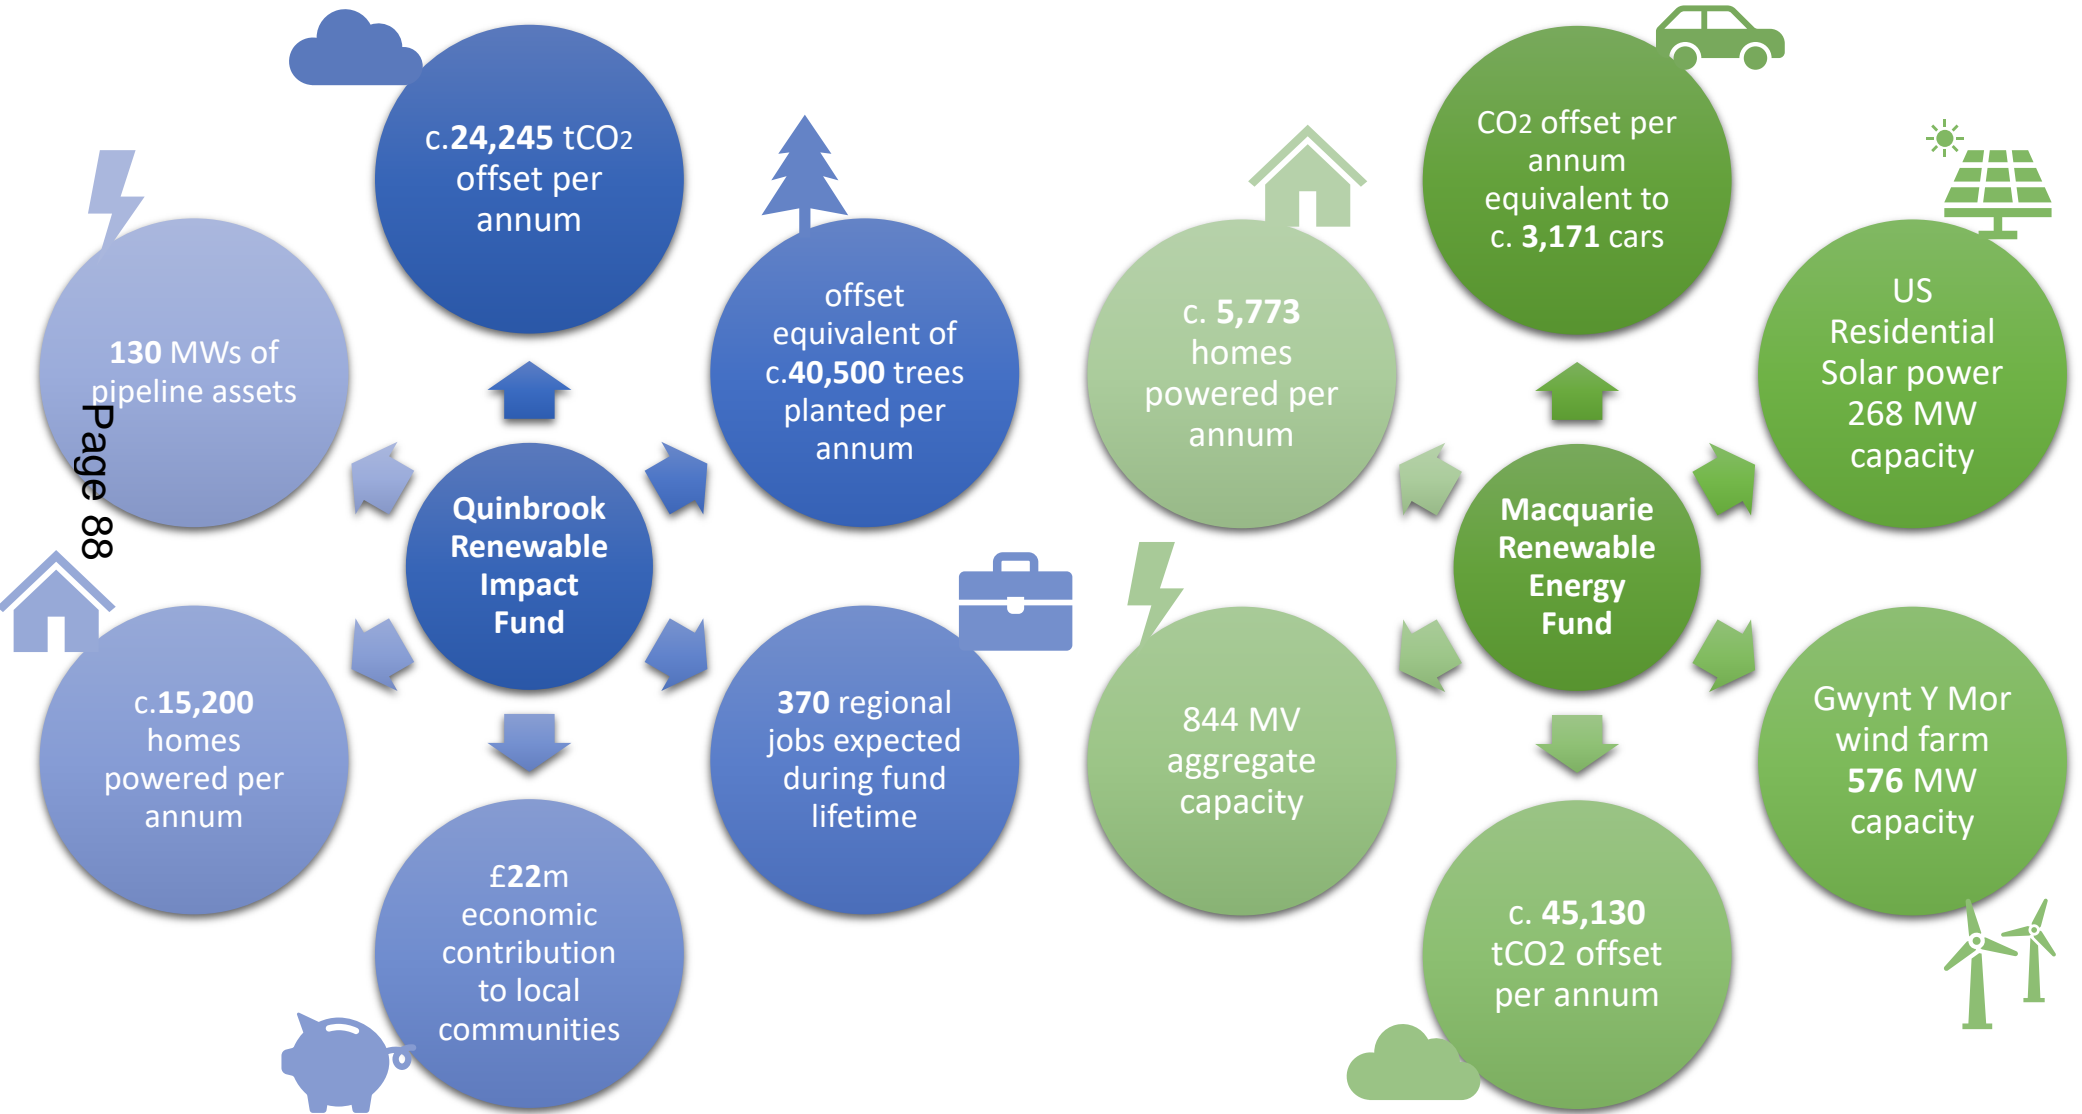 c.24,245 tCO2
offset per
annum
130 MWs of
pipeline assets
offset
equivalent of
c.40,500 trees
planted per
annum
Quinbrook
Renewable
Impact
Fund
c.15,200
homes
powered per
annum
370 regional
jobs expected
during fund
lifetime
£22m
economic
contribution
to local
communities
Page 88
CO2 offset per
annum
equivalent to
c. 3,171 cars
c. 5,773
homes
powered per
annum
US
Residential
Solar power
268 MW
capacity
Macquarie
Renewable
Energy
Fund
844 MV
aggregate
capacity
Gwynt Y Mor
wind farm
576 MW
capacity
c. 45,130
tCO2 offset
per annum